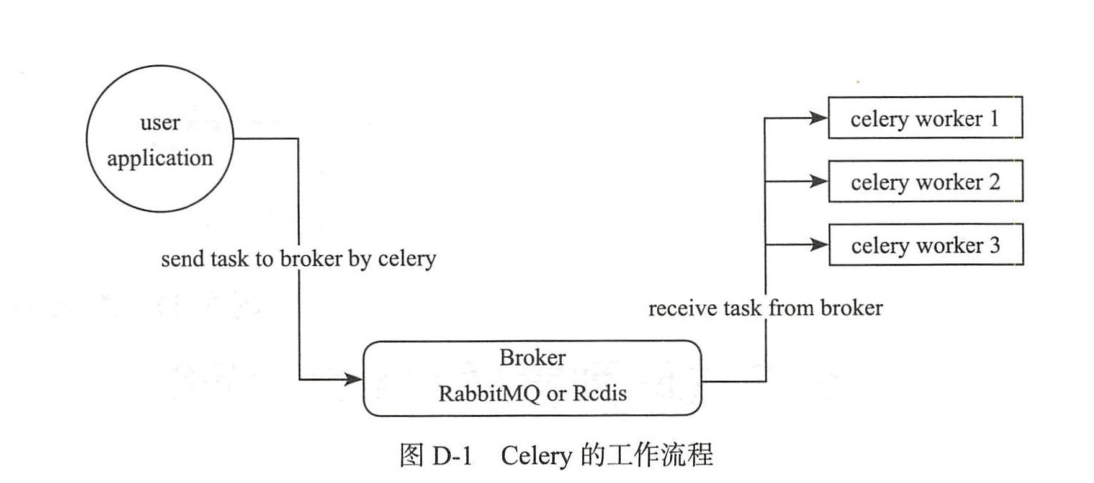 user
application
celery worker 1
celery worker 2
celery worker 3
send task to broker by celery
receive task from broker
Broker
RabbitMQ or Rcdis
图 D-1 Celery 的工作流程